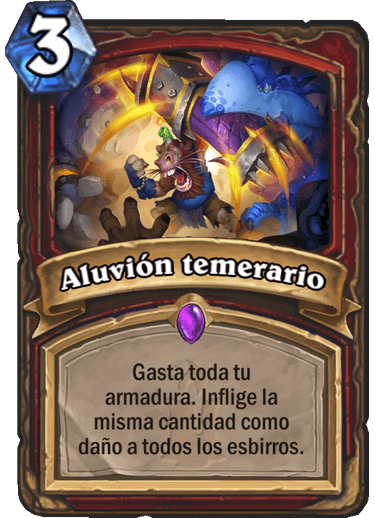 3
Aluvión temerario
Gasta toda tu
armadura. Inflige la
misma cantidad como
daño a todos los esbirros.